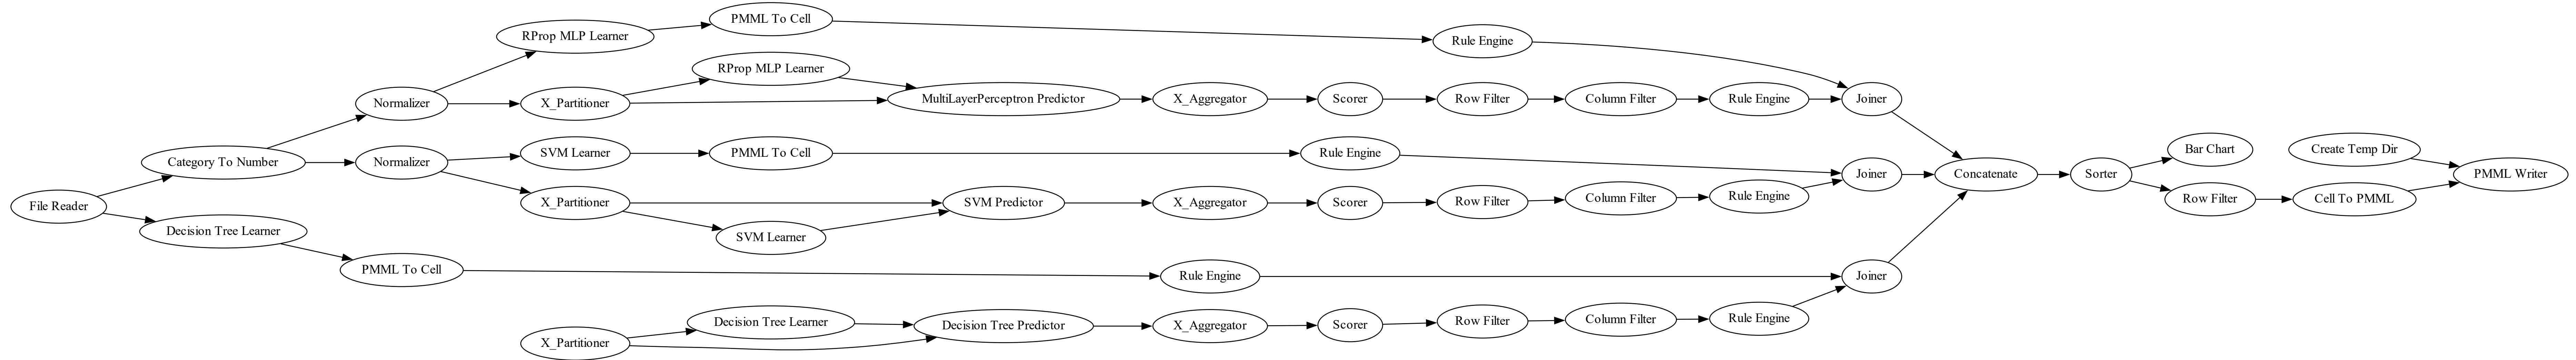 PMML To Cell
RProp MLP Learner
Rule Engine
RProp MLP Learner
Normalizer
X_Partitioner
MultiLayerPerceptron Predictor
X_Aggregator
Scorer
Row Filter
Column Filter
Rule Engine
Joiner
Category To Number
Normalizer
SVM Learner
PMML To Cell
Rule Engine
Joiner
Concatenate
Sorter
Bar Chart
Create Temp Dir
PMML Writer
File Reader
X_Partitioner
SVM Predictor
X_Aggregator
Scorer
Row Filter
Column Filter
Rule Engine
Row Filter
Cell To PMML
Decision Tree Learner
SVM Learner
PMML To Cell
Rule Engine
Joiner
X_Partitioner
Decision Tree Learner
Decision Tree Predictor
X_Aggregator
Scorer
Row Filter
Column Filter
Rule Engine